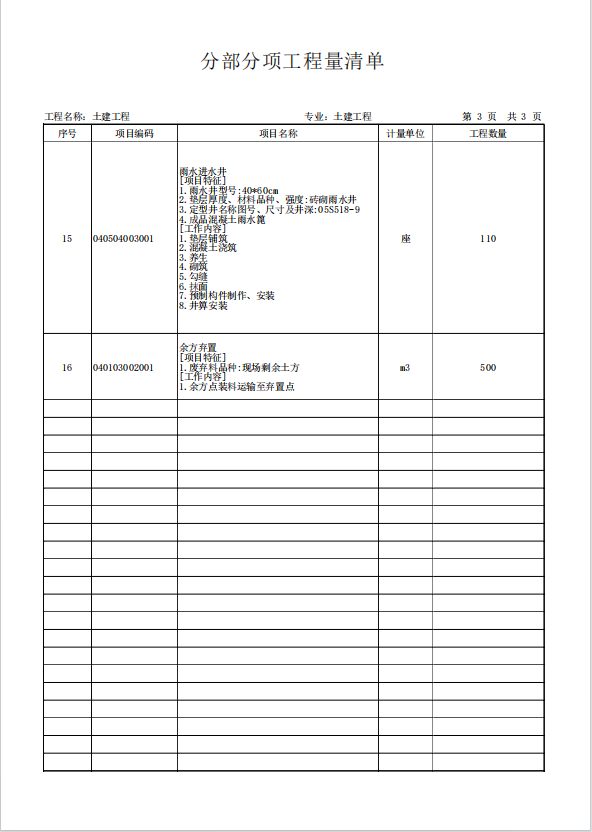 分部分项工程量清单
工程名称：土建工程 专业：土建工程 第 3 页 共 3 页
序号 项目编码 项目名称 计量单位 工程数量
雨水进水井
[项目特征]
1.雨水井型号:40*60cm
2.垫层厚度、材料品种、强度:砖砌雨水井
3.定型井名称图号、尺寸及井深:05S518-9
4.成品混凝土雨水篦
[工作内容]
15 040504003001 1.垫层铺筑 座 110
2.混凝土浇筑
3.养生
4.砌筑
5.勾缝
6.抹面
7.预制构件制作、安装
8.井箅安装
余方弃置
[项目特征]
16 040103002001 1.废弃料品种:现场剩余土方 m3 500
[工作内容]
1.余方点装料运输至弃置点